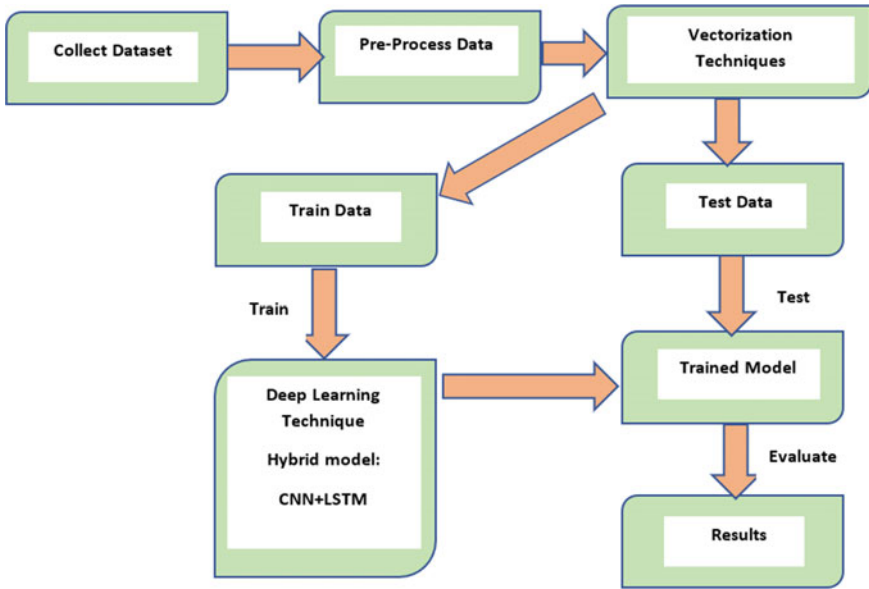 Collect Dataset
Pre-Process Data
Vectorization
Techniques
Train Data
Test Data
Train
Test
Deep Learning
Technique
Hybrid model:
CNN+LSTM
Trained Model
Evaluate
Results